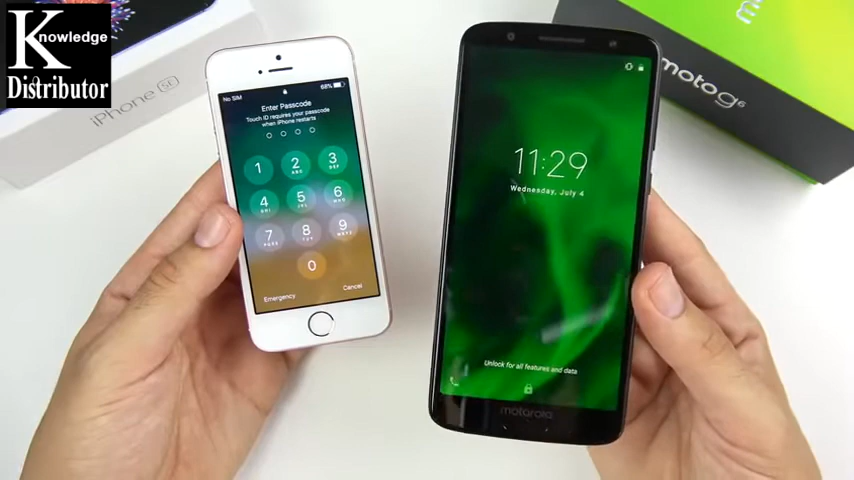 Knowledge
Distributor
iPhone SE
moto g6
No SIM
68%
Enter Passcode
Touch ID requires your passcode
when iPhone restarts
1
2
ABC
3
DEF
4
GHI
5
JKL
6
MNO
7
PQRS
8
TUV
9
WXYZ
0
Emergency
Cancel
11:29
Wednesday, July 4
Unlock for all features and data
motorola